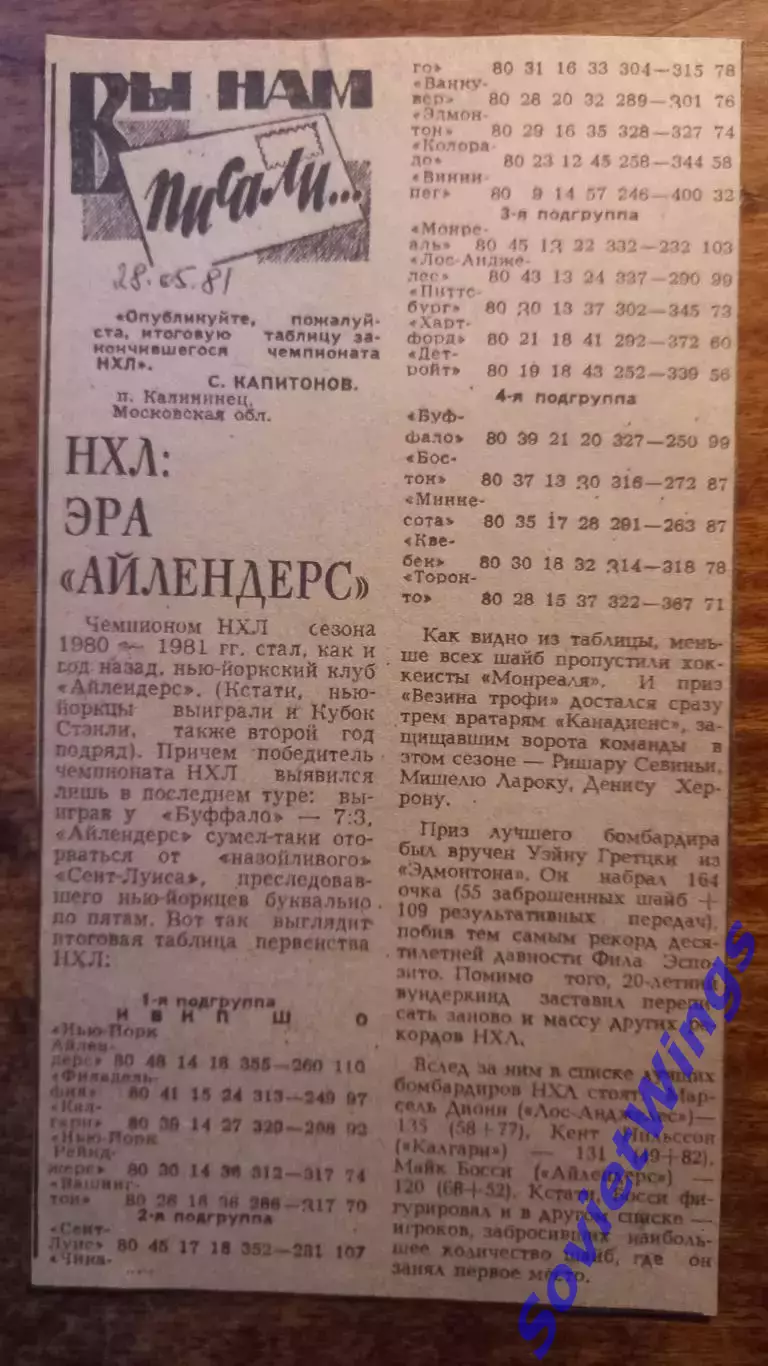 Вы нам
писали...
28.05.81
«Опубликуйте, пожалуй-
ста, итоговую таблицу за-
кончившегося чемпионата
НХЛ».
С. КАПИТОНОВ.
п. Калининец,
Московская обл.
НХЛ:
ЭРА
«АЙЛЕНДЕРС»
Чемпионом НХЛ сезона
1980 — 1981 гг. стал, как и
год назад, нью-йоркский клуб
«Айлендерс». (Кстати, нью-
йоркцы выиграли и Кубок
Стэнли, также второй год
подряд). Причем победитель
чемпионата НХЛ выявился
лишь в последнем туре: вы-
играв у «Буффало» — 7:3,
«Айлендерс» сумел-таки ото-
рваться от «назойливого»
«Сент-Луиса», преследовав-
шего нью-йоркцев буквально
по пятам. Вот так выглядит
итоговая таблица первенства
НХЛ:
1-я подгруппа
И В Н П Ш О
«Нью-Йорк
Айлен-
дерс» 80 48 14 18 355—260 110
«Филадель-
фия» 80 41 15 24 313—249 97
«Кал-
гари» 80 39 14 27 329—298 92
«Нью-Йорк
Рейнд-
жерс» 80 30 14 36 312—317 74
«Вашинг-
тон» 80 26 18 36 286—317 70
2-я подгруппа
«Сент-
Луис» 80 45 17 18 352—281 107
«Чика-
го» 80 31 16 33 304—315 78
«Ванку-
вер» 80 28 20 32 289—301 76
«Эдмон-
тон» 80 29 16 35 328—327 74
«Колора-
до» 80 23 12 45 258—344 58
«Винни-
пег» 80 9 14 57 246—400 32
3-я подгруппа
«Монре-
аль» 80 45 13 22 332—232 103
«Лос-Андже-
лес» 80 43 13 24 337—290 99
«Питтс-
бург» 80 30 13 37 302—345 73
«Харт-
форд» 80 21 18 41 292—372 60
«Дет-
ройт» 80 19 18 43 252—339 56
4-я подгруппа
«Буф-
фало» 80 39 21 20 327—250 99
«Бос-
тон» 80 37 13 30 316—272 87
«Минне-
сота» 80 35 17 28 291—263 87
«Кве-
бек» 80 30 18 32 314—318 78
«Торон-
то» 80 28 15 37 322—367 71
Как видно из таблицы, мень-
ше всех шайб пропустили хок-
кеисты «Монреаля». И приз
«Везина трофи» достался сразу
трем вратарям «Канадиенс», за-
щищавшим ворота команды в
этом сезоне — Ришару Севиньи,
Мишелю Лароку, Денису Хер-
рону.
Приз лучшего бомбардира
был вручен Уэйну Гретцки из
«Эдмонтона». Он набрал 164
очка (55 заброшенных шайб +
109 результативных передач),
побив тем самым рекорд деся-
тилетней давности Фила Эспо-
зито. Помимо того, 20-летний
вундеркинд заставил перепи-
сать заново и массу других ре-
кордов НХЛ.
Вслед за ним в списке лучших
бомбардиров НХЛ стоят: Мар-
сель Дионн («Лос-Анджелес»)—
135 (58+77), Кент Нильссон
(«Калгари») — 131 (49+82),
Майк Босси («Айлендерс») —
120 (68+52). Кстати, Босси фи-
гурировал и в другом списке —
игроков, забросивших наиболь-
шее количество шайб, где он
занял первое место.
SovietWings